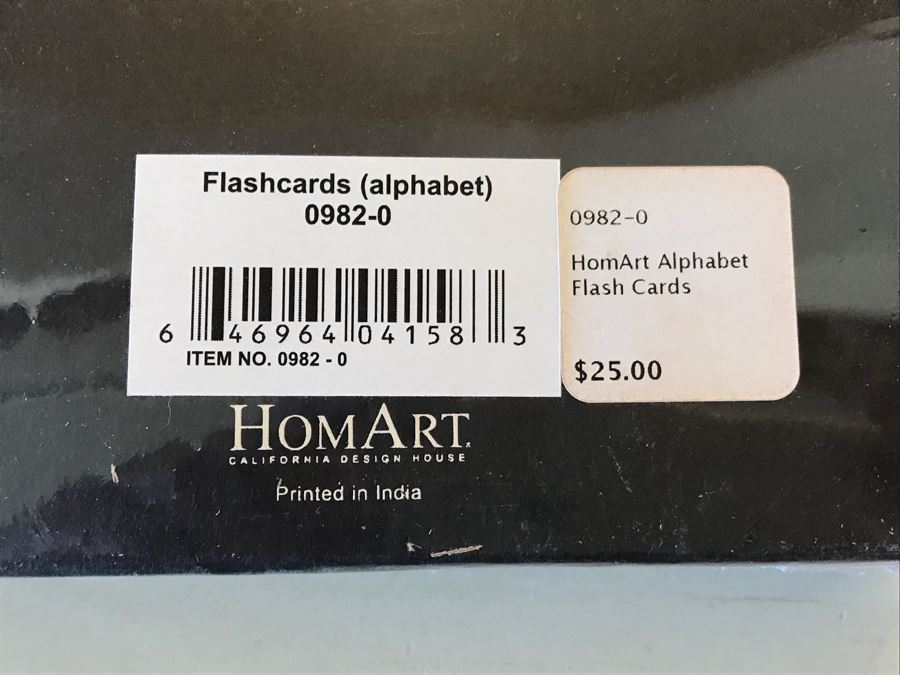 Flashcards (alphabet)
0982-0
6 46964 04158 3
ITEM NO. 0982 - 0
0982-0
HomArt Alphabet
Flash Cards
$25.00
HOMART
CALIFORNIA DESIGN HOUSE
Printed in India